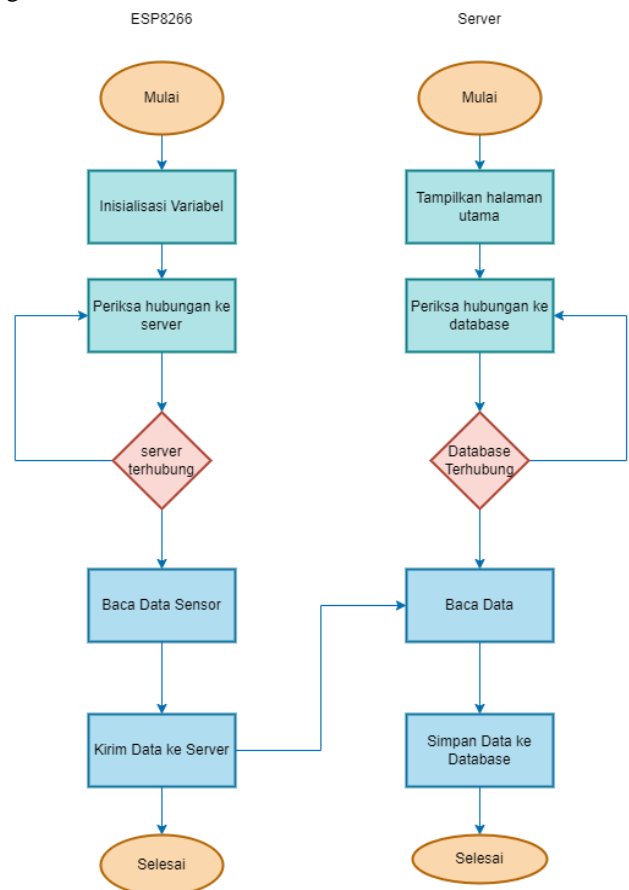 ESP8266
Server
Mulai
Mulai
Inisialisasi Variabel
Tampilkan halaman
utama
Periksa hubungan ke
server
Periksa hubungan ke
database
server
terhubung
Database
Terhubung
Baca Data Sensor
Baca Data
Kirim Data ke Server
Simpan Data ke
Database
Selesai
Selesai